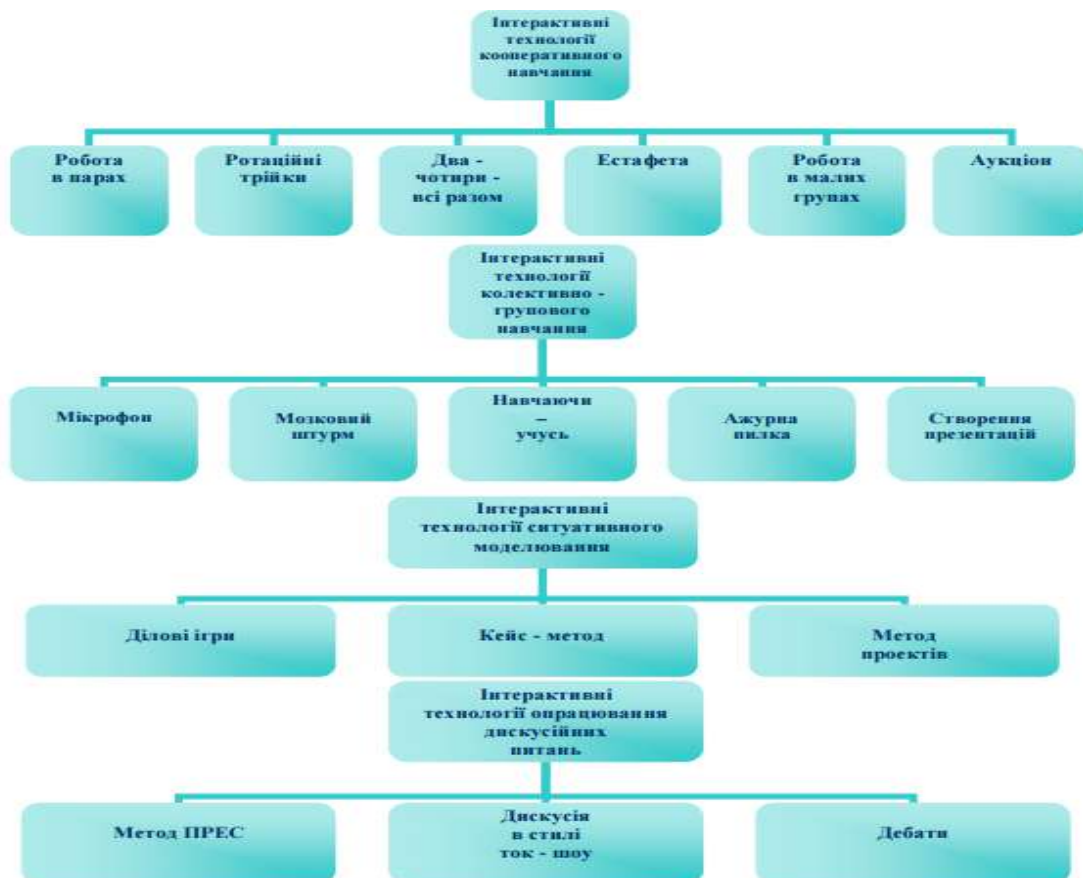 Інтерактивні
технології
кооперативного
навчання
Робота
в парах
Ротаційні
трійки
Два -
чотири -
всі разом
Естафета
Робота
в малих
групах
Аукціон
Інтерактивні
технології
колективно -
групового
навчання
Мікрофон
Мозковий
штурм
Навчаючи
–
учусь
Ажурна
пилка
Створення
презентацій
Інтерактивні
технології ситуативного
моделювання
Ділові ігри
Кейс - метод
Метод
проектів
Інтерактивні
технології опрацювання
дискусійних
питань
Метод ПРЕС
Дискусія
в стилі
ток - шоу
Дебати